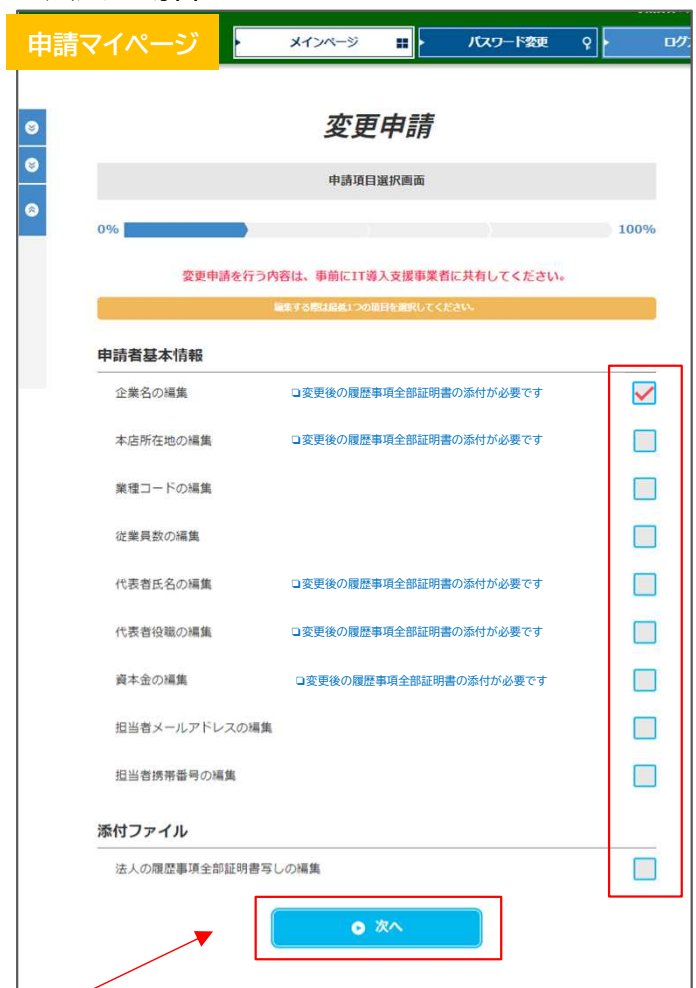 申請マイページ
メインページ
パスワード変更
ログ
変更申請
申請項目選択画面
0%
100%
変更申請を行う内容は、事前にIT導入支援事業者に共有してください。
編集する際は最低1つの項目を選択してください。
申請者基本情報
企業名の編集 □変更後の履歴事項全部証明書の添付が必要です
本店所在地の編集 □変更後の履歴事項全部証明書の添付が必要です
業種コードの編集
従業員数の編集
代表者氏名の編集 □変更後の履歴事項全部証明書の添付が必要です
代表者役職の編集 □変更後の履歴事項全部証明書の添付が必要です
資本金の編集 □変更後の履歴事項全部証明書の添付が必要です
担当者メールアドレスの編集
担当者携帯番号の編集
添付ファイル
法人の履歴事項全部証明書写しの編集
次へ